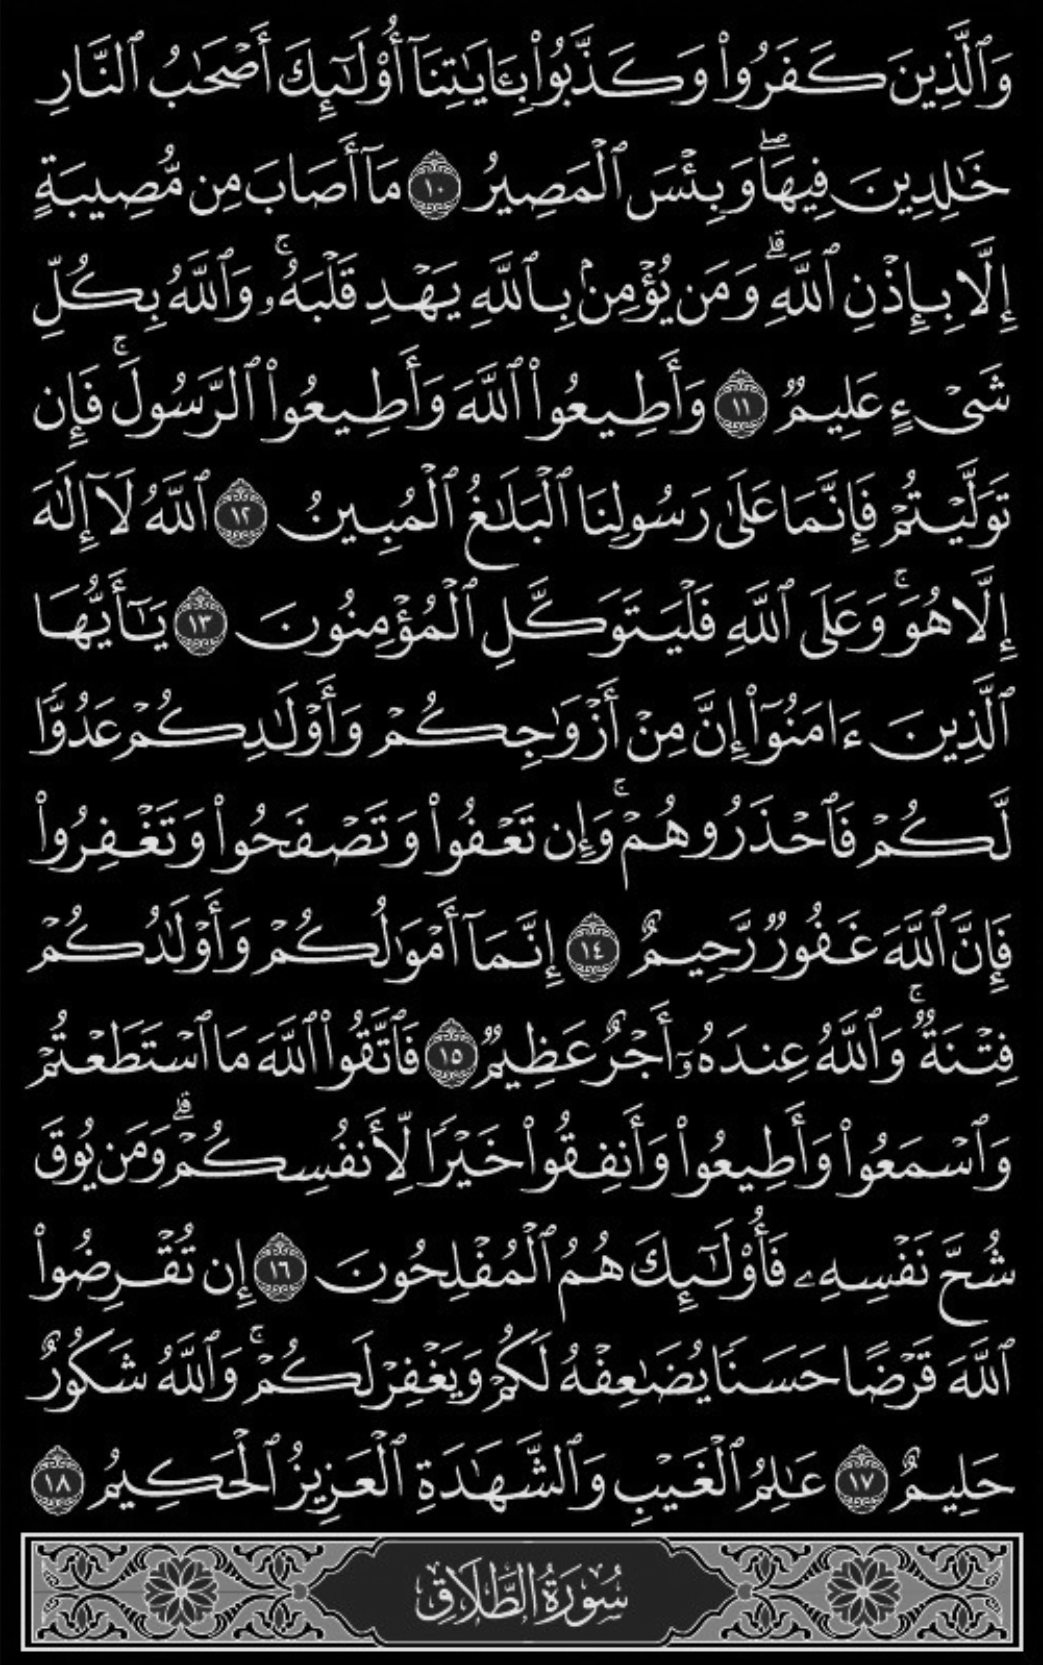 وَٱلَّذِينَ كَفَرُوا۟ وَكَذَّبُوا۟ بِـَٔايَـٰتِنَآ أُو۟لَـٰٓئِكَ أَصْحَـٰبُ ٱلنَّارِ
خَـٰلِدِينَ فِيهَا ۖ وَبِئْسَ ٱلْمَصِيرُ ١٠ مَآ أَصَابَ مِن مُّصِيبَةٍ
إِلَّا بِإِذْنِ ٱللَّهِ ۗ وَمَن يُؤْمِنۢ بِٱللَّهِ يَهْدِ قَلْبَهُۥ ۚ وَٱللَّهُ بِكُلِّ
شَىْءٍ عَلِيمٌ ١١ وَأَطِيعُوا۟ ٱللَّهَ وَأَطِيعُوا۟ ٱلرَّسُولَ ۚ فَإِن
تَوَلَّيْتُمْ فَإِنَّمَا عَلَىٰ رَسُولِنَا ٱلْبَلَـٰغُ ٱلْمُبِينُ ١٢ ٱللَّهُ لَآ إِلَـٰهَ
إِلَّا هُوَ ۚ وَعَلَى ٱللَّهِ فَلْيَتَوَكَّلِ ٱلْمُؤْمِنُونَ ١٣ يَـٰٓأَيُّهَا
ٱلَّذِينَ ءَامَنُوٓا۟ إِنَّ مِنْ أَزْوَٰجِكُمْ وَأَوْلَـٰدِكُمْ عَدُوًّا
لَّكُمْ فَٱحْذَرُوهُمْ ۚ وَإِن تَعْفُوا۟ وَتَصْفَحُوا۟ وَتَغْفِرُوا۟
فَإِنَّ ٱللَّهَ غَفُورٌ رَّحِيمٌ ١٤ إِنَّمَآ أَمْوَٰلُكُمْ وَأَوْلَـٰدُكُمْ
فِتْنَةٌ ۚ وَٱللَّهُ عِندَهُۥٓ أَجْرٌ عَظِيمٌ ١٥ فَٱتَّقُوا۟ ٱللَّهَ مَا ٱسْتَطَعْتُمْ
وَٱسْمَعُوا۟ وَأَطِيعُوا۟ وَأَنفِقُوا۟ خَيْرًا لِّأَنفُسِكُمْ ۗ وَمَن يُوقَ
شُحَّ نَفْسِهِۦ فَأُو۟لَـٰٓئِكَ هُمُ ٱلْمُفْلِحُونَ ١٦ إِن تُقْرِضُوا۟
ٱللَّهَ قَرْضًا حَسَنًا يُضَـٰعِفْهُ لَكُمْ وَيَغْفِرْ لَكُمْ ۚ وَٱللَّهُ شَكُورٌ
حَلِيمٌ ١٧ عَـٰلِمُ ٱلْغَيْبِ وَٱلشَّهَـٰدَةِ ٱلْعَزِيزُ ٱلْحَكِيمُ ١٨
سُورَةُ الطَّلَاقِ